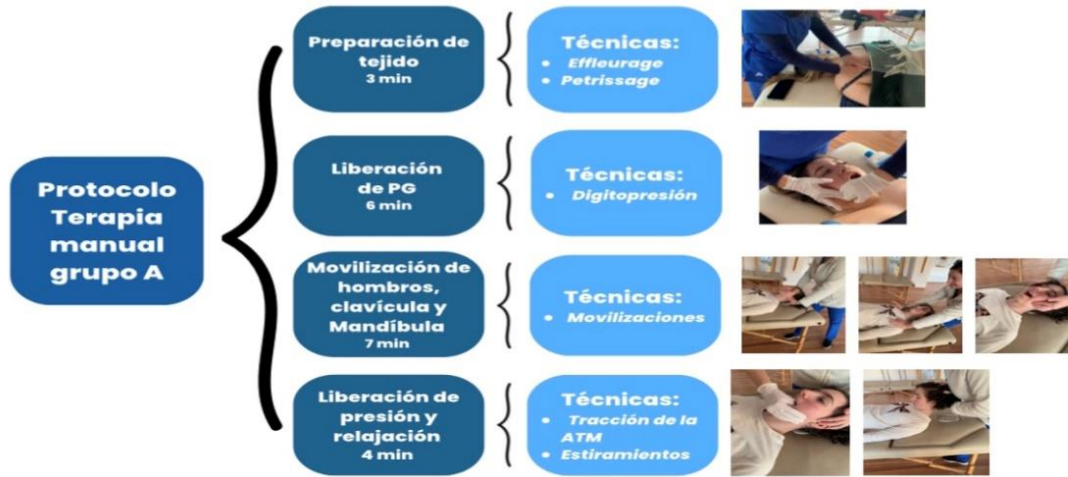 Protocolo
Terapia
manual
grupo A
Preparación de
tejido
3 min
Técnicas:
• Effleurage
• Petrissage
Liberación
de PG
6 min
Técnicas:
• Digitopresión
Movilización de
hombros,
clavícula y
Mandíbula
7 min
Técnicas:
• Movilizaciones
Liberación de
presión y
relajación
4 min
Técnicas:
• Tracción de la
ATM
• Estiramientos